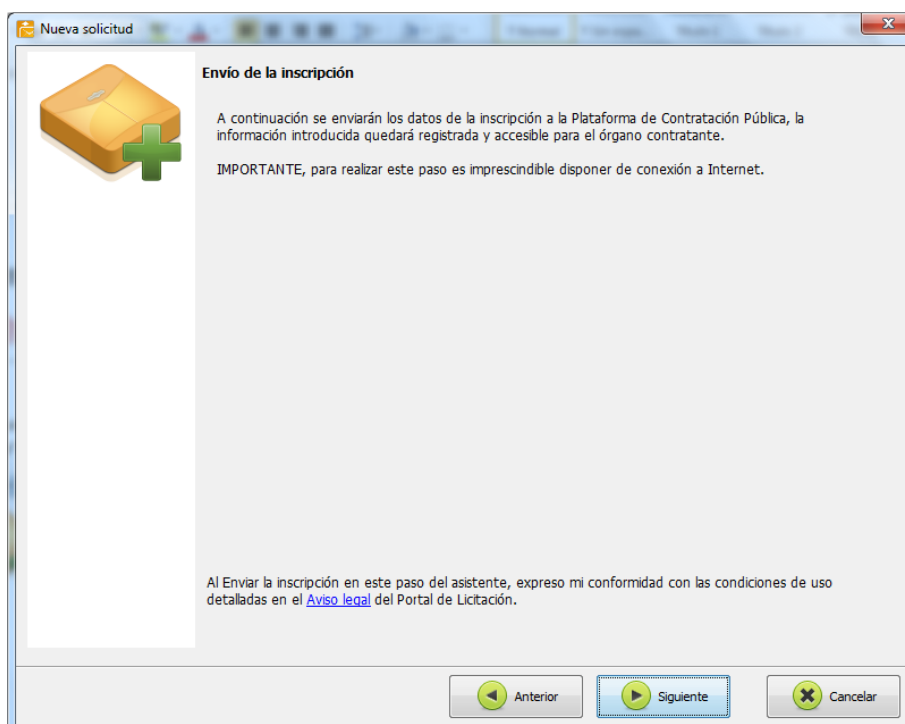 Nueva solicitud
Envío de la inscripción
A continuación se enviarán los datos de la inscripción a la Plataforma de Contratación Pública, la
información introducida quedará registrada y accesible para el órgano contratante.
IMPORTANTE, para realizar este paso es imprescindible disponer de conexión a Internet.
Al Enviar la inscripción en este paso del asistente, expreso mi conformidad con las condiciones de uso
detalladas en el Aviso legal del Portal de Licitación.
Anterior
Siguiente
Cancelar